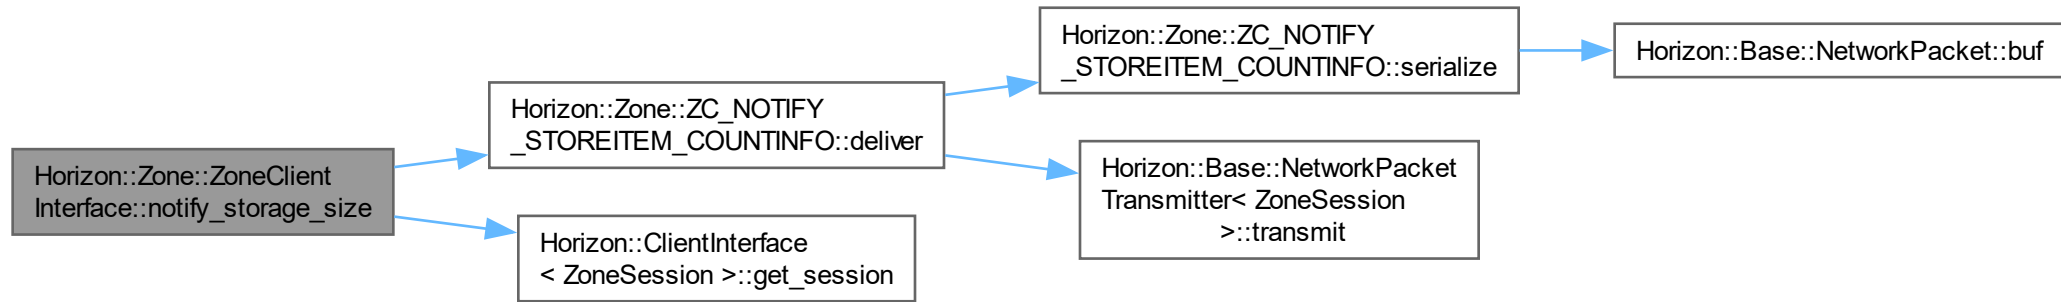 Horizon::Zone::ZoneClient
Interface::notify_storage_size
Horizon::Zone::ZC_NOTIFY
_STOREITEM_COUNTINFO::deliver
Horizon::Zone::ZC_NOTIFY
_STOREITEM_COUNTINFO::serialize
Horizon::Base::NetworkPacket::buf
Horizon::Base::NetworkPacket
Transmitter< ZoneSession
>::transmit
Horizon::ClientInterface
< ZoneSession >::get_session